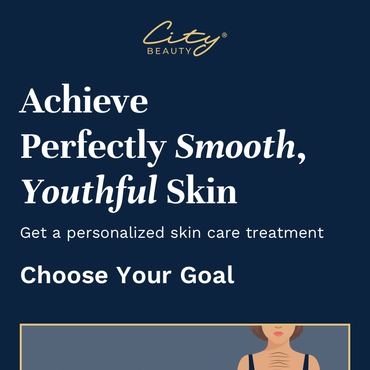 City®
BEAUTY
Achieve
Perfectly Smooth,
Youthful Skin
Get a personalized skin care treatment
Choose Your Goal